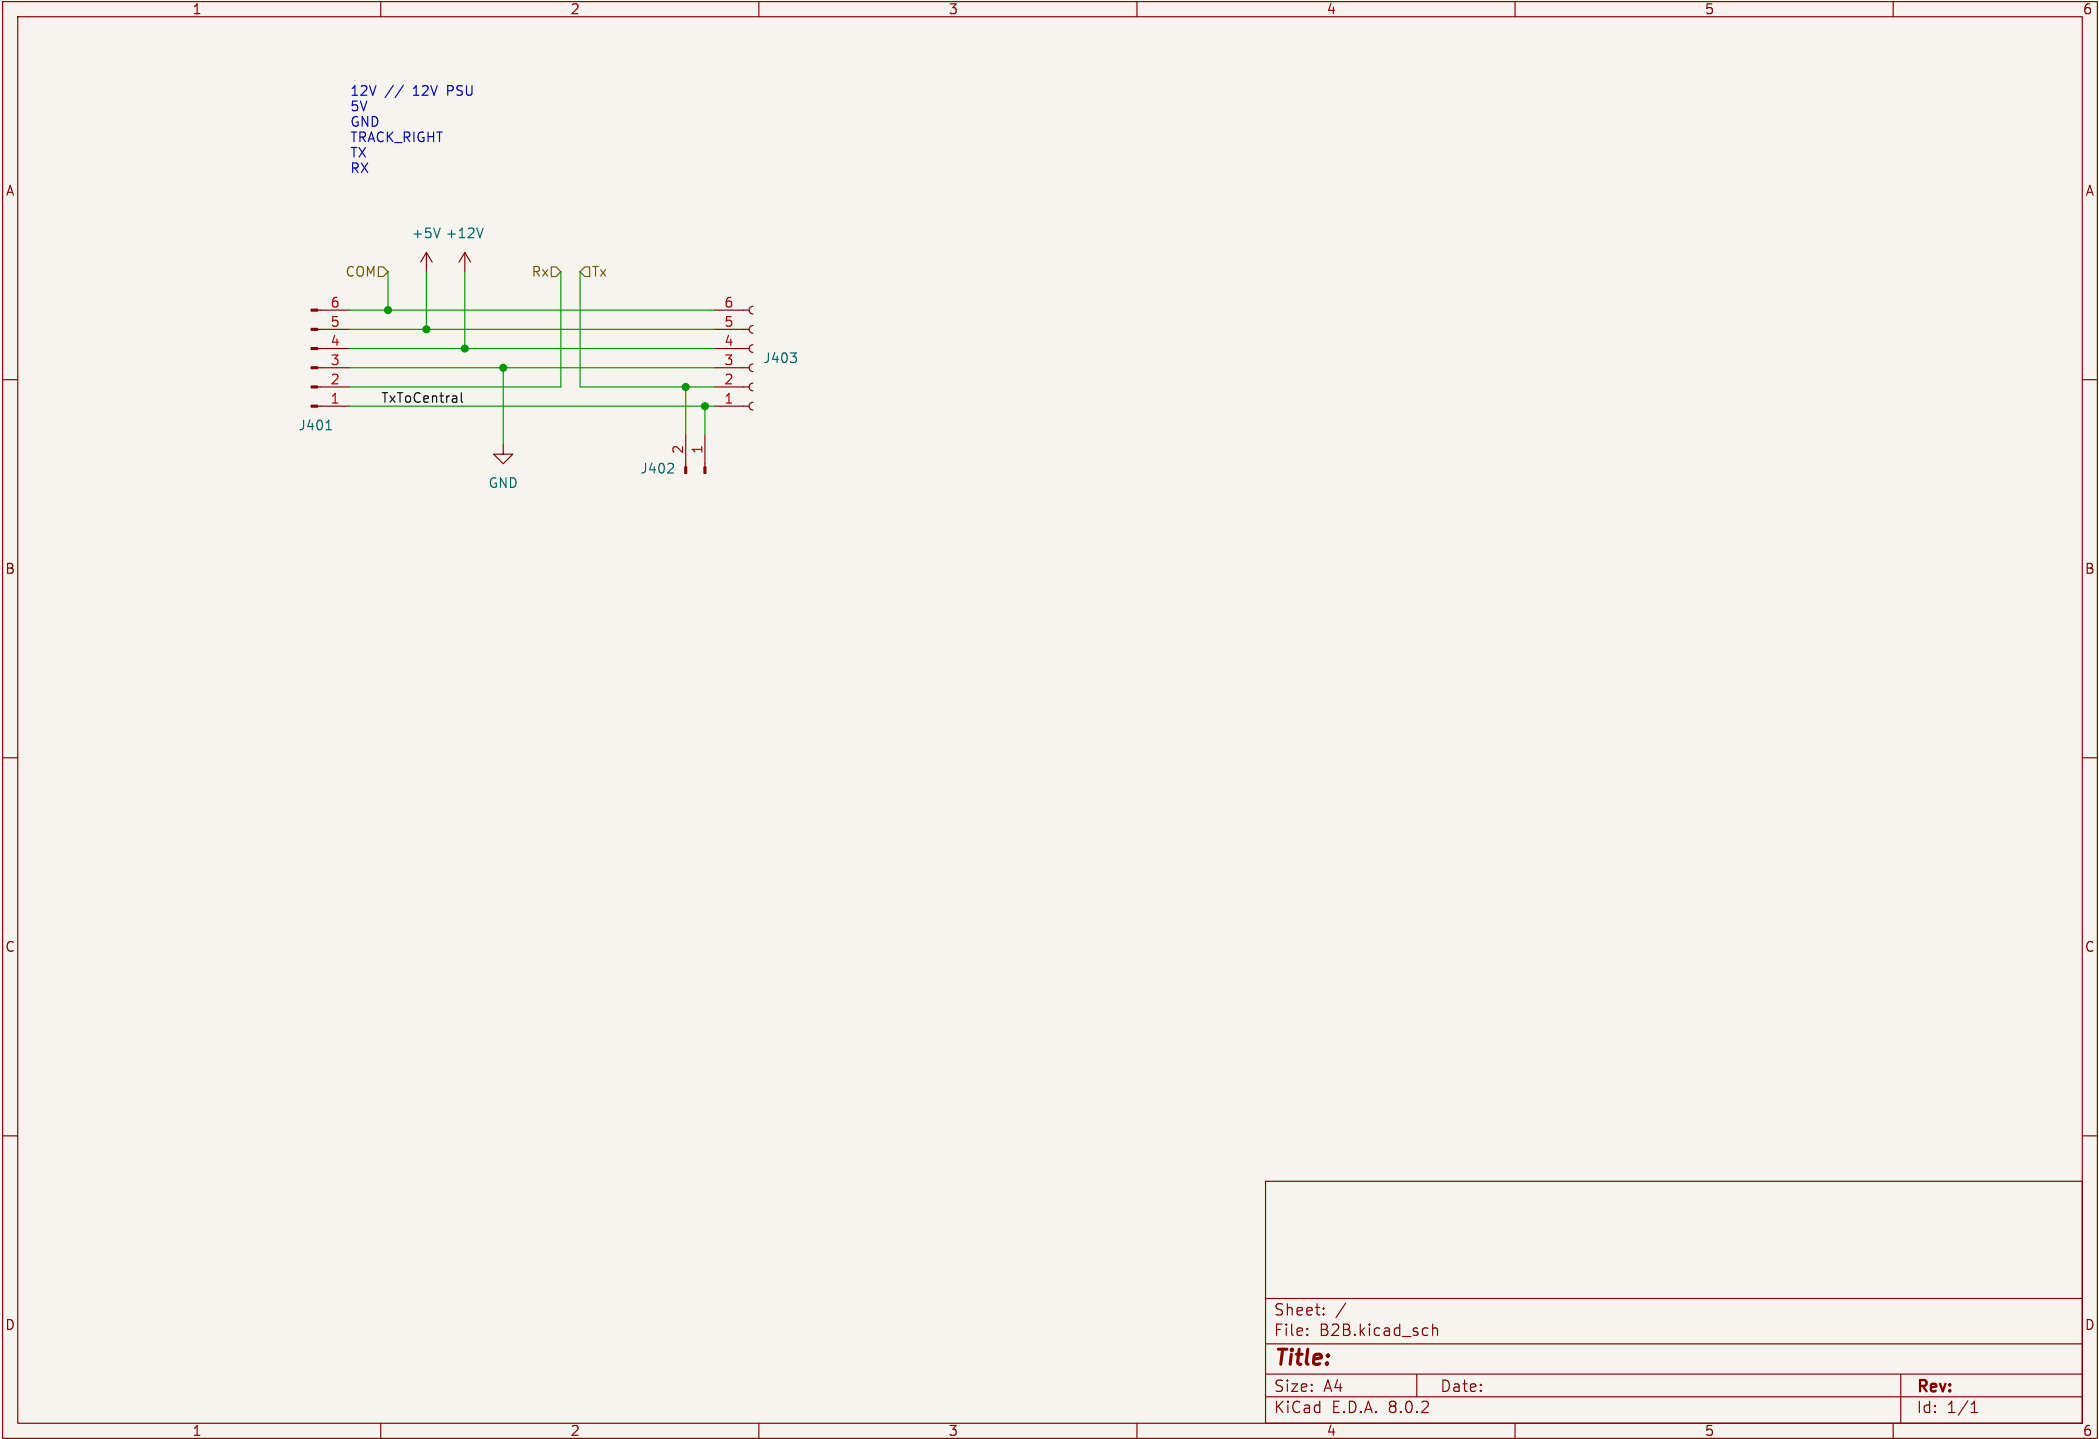 1 2 3 4 5 6
12V // 12V PSU
5V
GND
TRACK_RIGHT
TX
RX
A A
+5V +12V
COM Rx Tx
6 6
5 5
4 4
J403
3 3
2 2
TxToCentral
1 1
J401
2 1
J402
GND
B B
C C
Sheet: /
File: B2B.kicad_sch
D D
Title:
Size: A4 Date: Rev:
KiCad E.D.A. 8.0.2 Id: 1/1
1 2 3 4 5 6